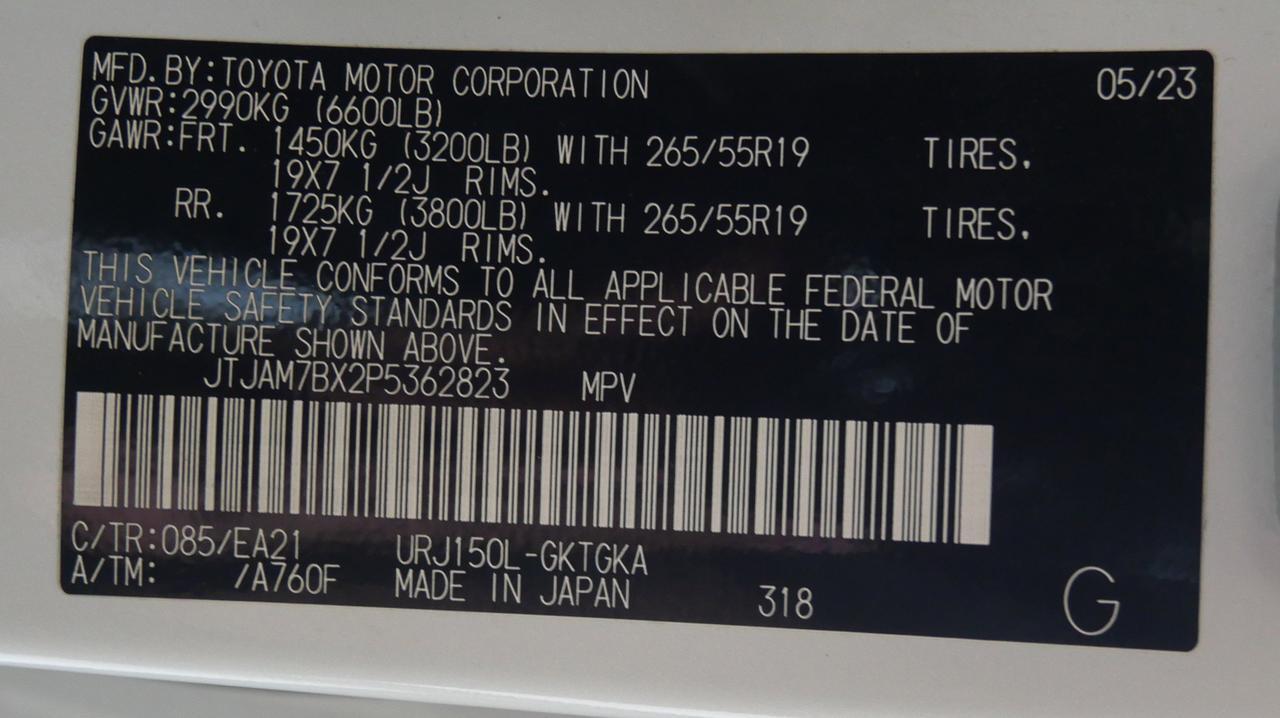 MFD.BY:TOYOTA MOTOR CORPORATION 05/23
GVWR:2990KG (6600LB)
GAWR:FRT. 1450KG (3200LB) WITH 265/55R19 TIRES.
19X7 1/2J RIMS.
RR. 1725KG (3800LB) WITH 265/55R19 TIRES.
19X7 1/2J RIMS.
THIS VEHICLE CONFORMS TO ALL APPLICABLE FEDERAL MOTOR
VEHICLE SAFETY STANDARDS IN EFFECT ON THE DATE OF
MANUFACTURE SHOWN ABOVE.
JTJAM7BX2P5362823 MPV
C/TR:085/EA21 URJ150L-GKTGKA
A/TM: /A760F MADE IN JAPAN 318 G